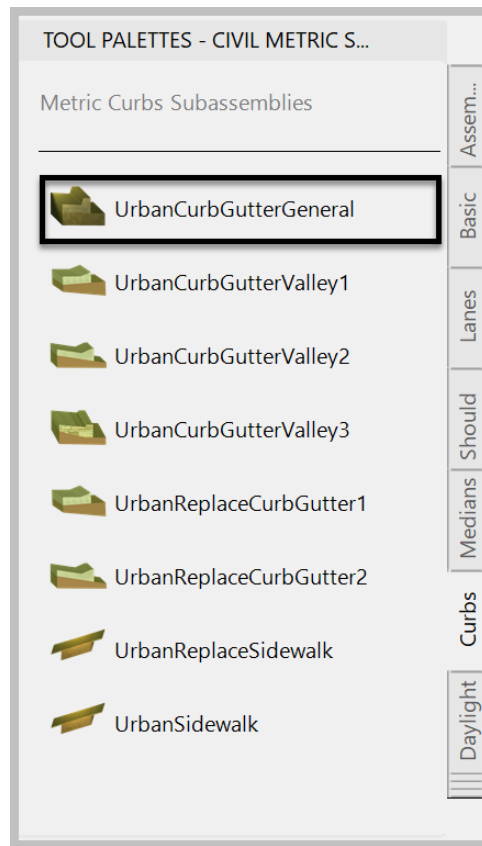 TOOL PALETTES - CIVIL METRIC S...
Metric Curbs Subassemblies
UrbanCurbGutterGeneral
UrbanCurbGutterValley1
UrbanCurbGutterValley2
UrbanCurbGutterValley3
UrbanReplaceCurbGutter1
UrbanReplaceCurbGutter2
UrbanReplaceSidewalk
UrbanSidewalk
Assem...
Basic
Lanes
Should
Medians
Curbs
Daylight